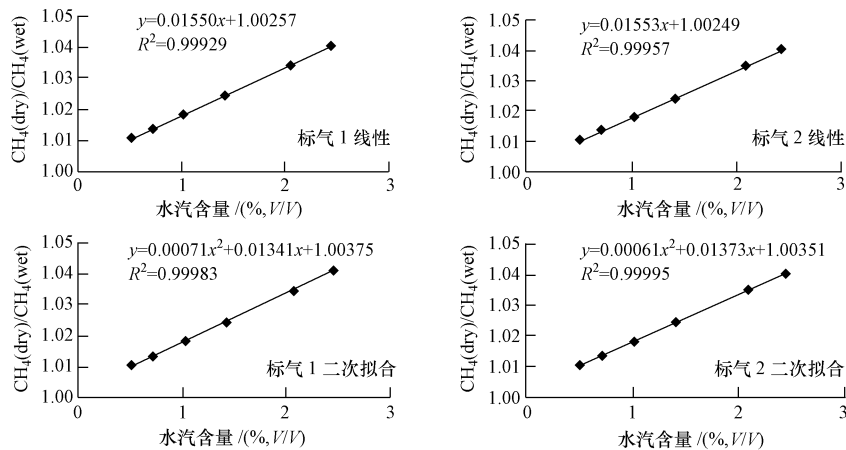 y=0.01550x+1.00257
R²=0.99929
CH₄(dry)/CH₄(wet)
1.05
1.04
1.03
1.02
1.01
1.00
标气 1 线性
0 1 2 3
水汽含量 /(%,V/V)
y=0.01553x+1.00249
R²=0.99957
CH₄(dry)/CH₄(wet)
1.05
1.04
1.03
1.02
1.01
1.00
标气 2 线性
0 1 2 3
水汽含量 /(%,V/V)
y=0.00071x²+0.01341x+1.00375
R²=0.99983
CH₄(dry)/CH₄(wet)
1.05
1.04
1.03
1.02
1.01
1.00
标气 1 二次拟合
0 1 2 3
水汽含量 /(%,V/V)
y=0.00061x²+0.01373x+1.00351
R²=0.99995
CH₄(dry)/CH₄(wet)
1.05
1.04
1.03
1.02
1.01
1.00
标气 2 二次拟合
0 1 2 3
水汽含量 /(%,V/V)